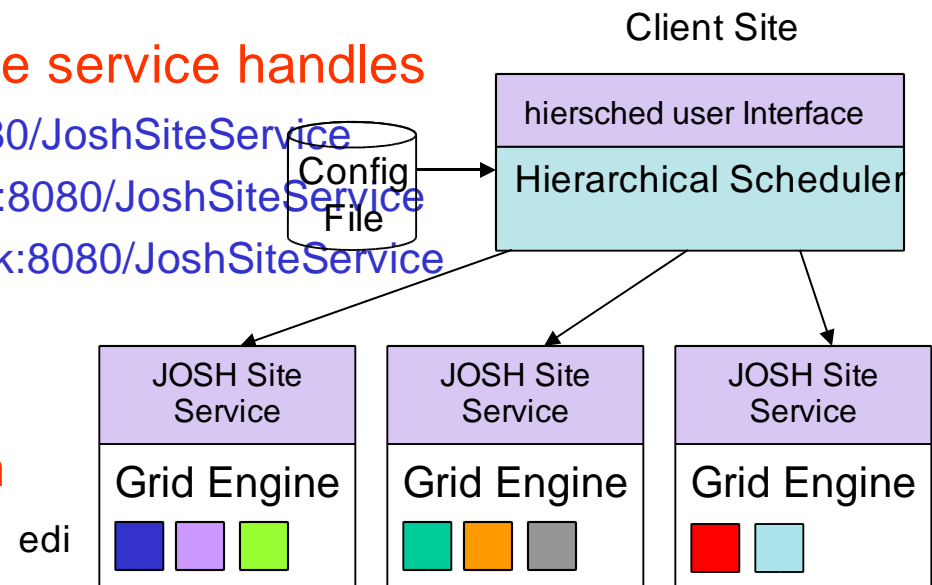 Client Site
e service handles
hiersched user Interface
30/JoshSiteService
Config
File
Hierarchical Scheduler
:8080/JoshSiteService
k:8080/JoshSiteService
JOSH Site
Service
JOSH Site
Service
JOSH Site
Service
Grid Engine
Grid Engine
Grid Engine
edi